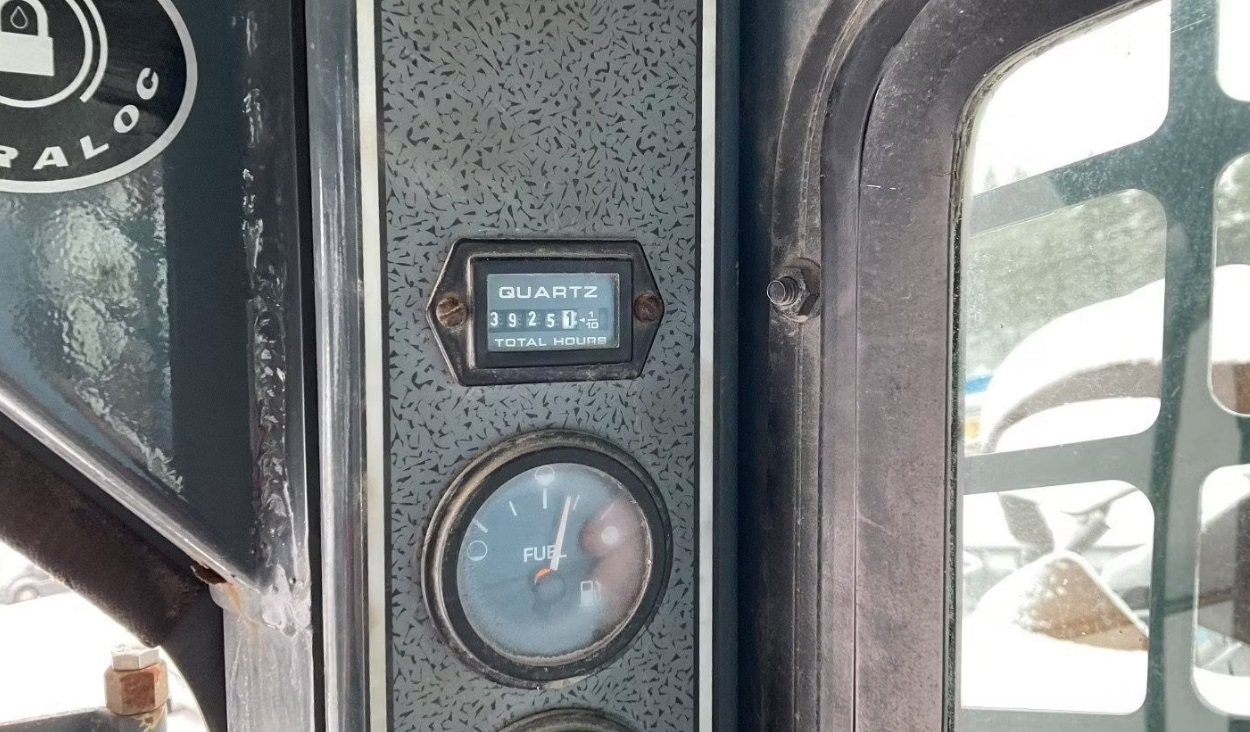 RALOC
QUARTZ
39251 1/10
TOTAL HOURS
FUEL